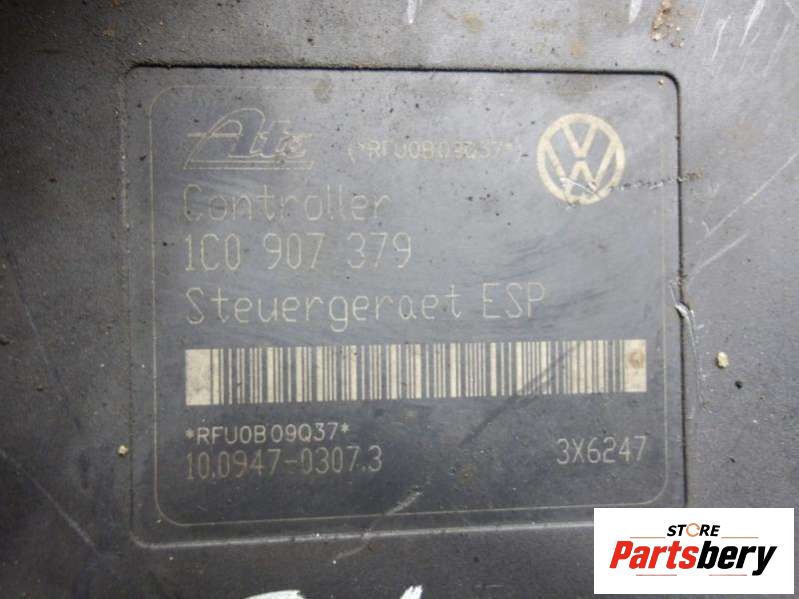 Ate (*RFU0B09Q37*)
Controller
1C0 907 379
Steuergeraet ESP
*RFU0B09Q37*
10.0947-0307.3 3X6247
STORE
Partsbery